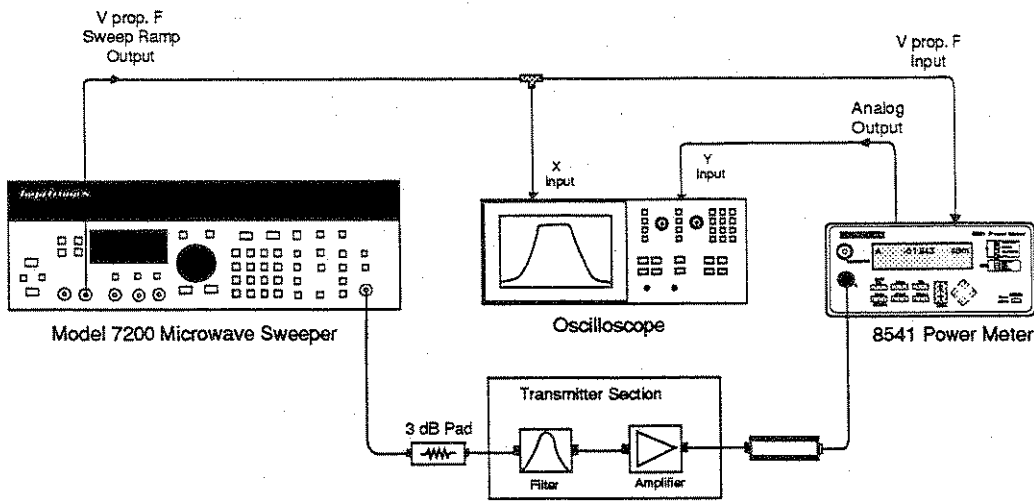 V prop. F
Sweep Ramp
Output
V prop. F
Input
Analog
Output
X
Input
Y
Input
Model 7200 Microwave Sweeper
Oscilloscope
8541 Power Meter
Transmitter Section
3 dB Pad
Filter
Amplifier